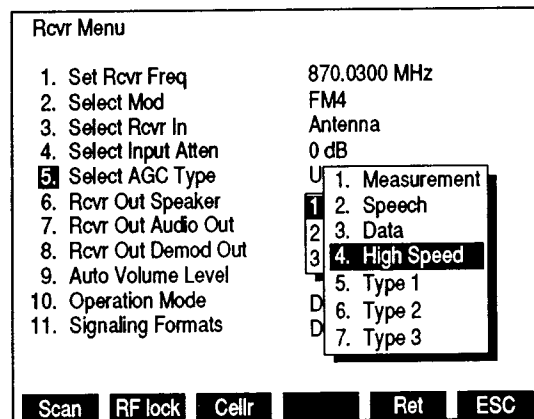 Rcvr Menu
1. Set Rcvr Freq 870.0300 MHz
2. Select Mod FM4
3. Select Rcvr In Antenna
4. Select Input Atten 0 dB
5. Select AGC Type U
6. Rcvr Out Speaker 1
7. Rcvr Out Audio Out 2
8. Rcvr Out Demod Out 3
9. Auto Volume Level
10. Operation Mode D
11. Signaling Formats D
1. Measurement
2. Speech
3. Data
4. High Speed
5. Type 1
6. Type 2
7. Type 3
Scan RF lock Cellr Ret ESC